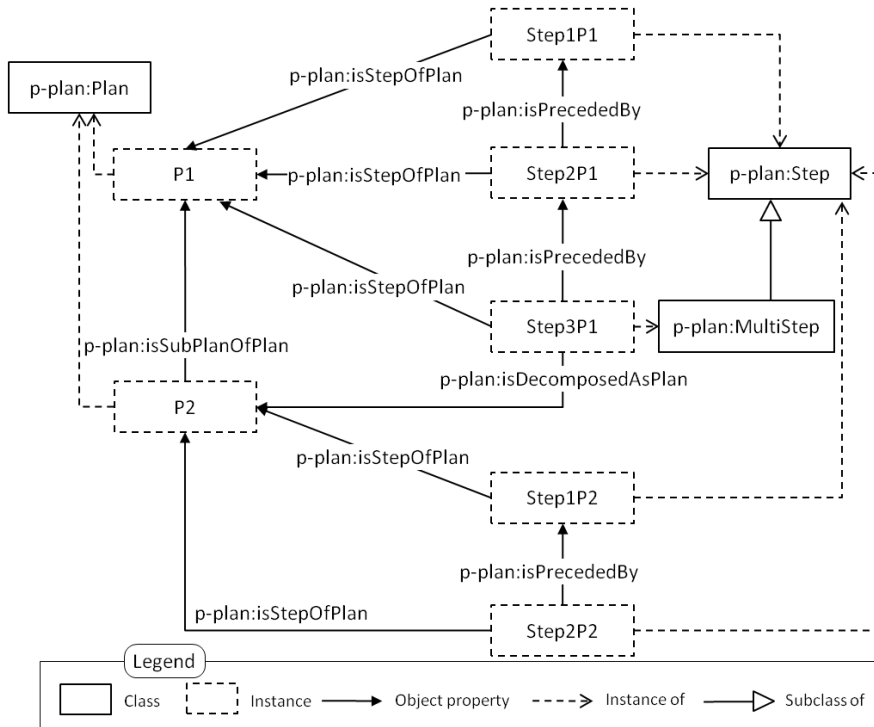 Step1P1
p-plan:isStepOfPlan
p-plan:Plan
p-plan:isPrecededBy
P1
p-plan:isStepOfPlan
Step2P1
p-plan:Step
p-plan:isPrecededBy
p-plan:isStepOfPlan
Step3P1
p-plan:MultiStep
p-plan:isSubPlanOfPlan
p-plan:isDecomposedAsPlan
P2
p-plan:isStepOfPlan
Step1P2
p-plan:isPrecededBy
p-plan:isStepOfPlan
Step2P2
Legend
Class
Instance
Object property
Instance of
Subclass of